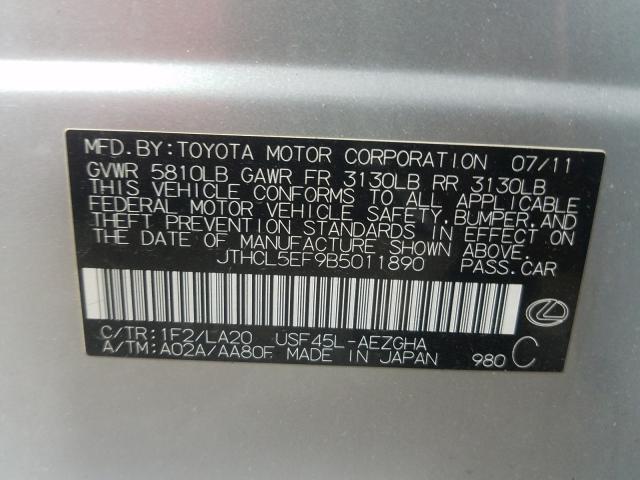 MFD.BY:TOYOTA MOTOR CORPORATION 07/11
GVWR 5810LB GAWR FR 3130LB RR 3130LB
THIS VEHICLE CONFORMS TO ALL APPLICABLE
FEDERAL MOTOR VEHICLE SAFETY,BUMPER,AND
THEFT PREVENTION STANDARDS IN EFFECT ON
THE DATE OF MANUFACTURE SHOWN ABOVE.
JTHCL5EF9B5011890 PASS.CAR
C/TR:1F2/LA20 USF45L-AEZGHA
A/TM:A02A/AA80F. MADE IN JAPAN 980 C